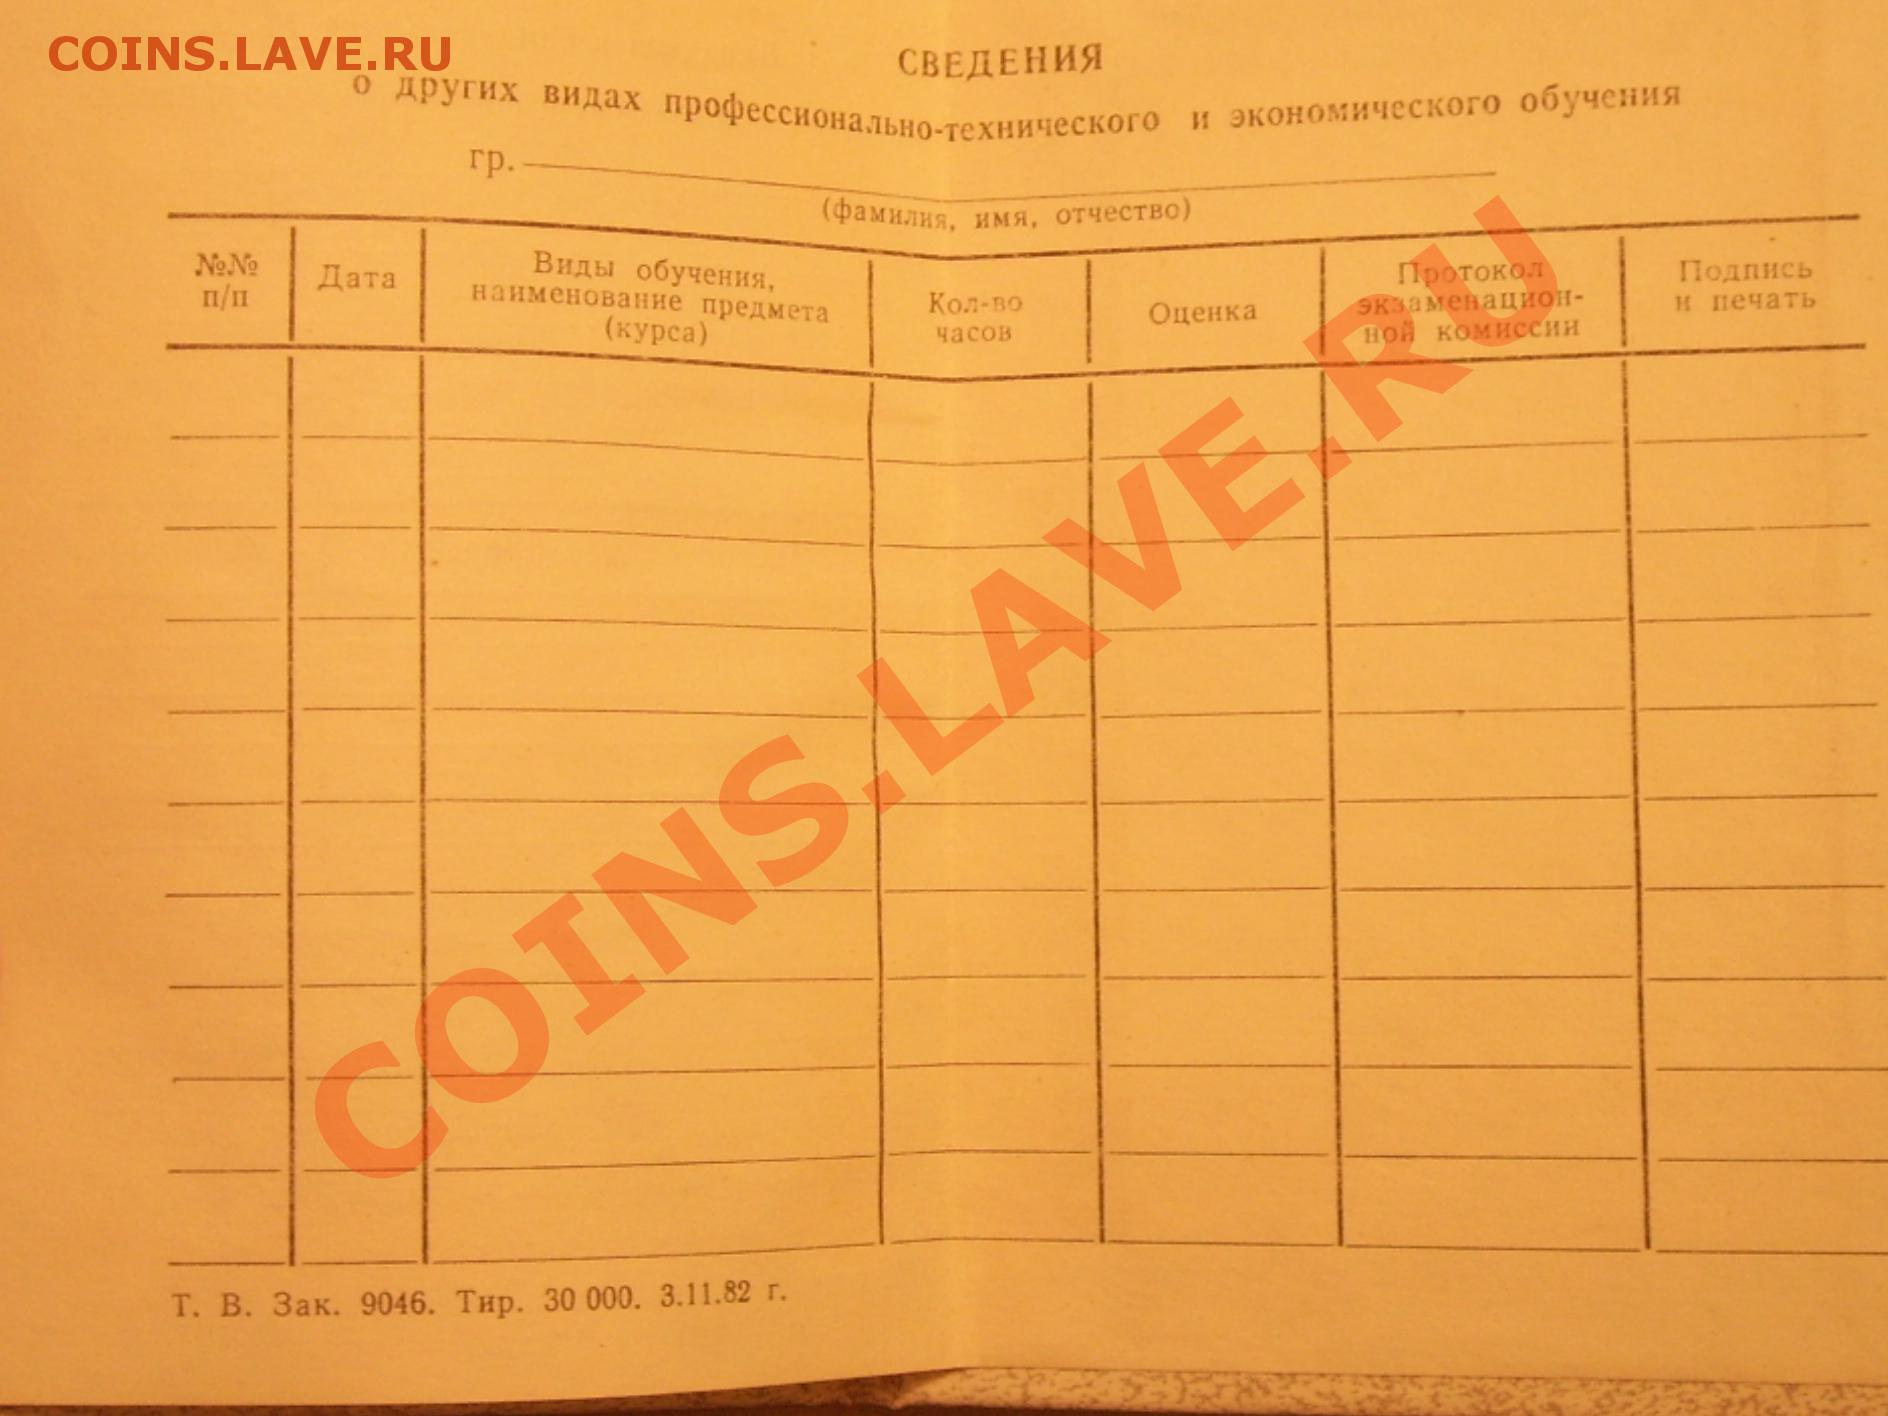 COINS.LAVE.RU
СВЕДЕНИЯ
о других видах профессионально-технического и экономического обучения
гр.
(фамилия, имя, отчество)
№№
п/п
Дата
Виды обучения,
наименование предмета
(курса)
Кол-во
часов
Оценка
Протокол
экзаменацион-
ной комиссии
Подпись
и печать
COINS.LAVE.RU
Т. В. Зак. 9046. Тир. 30 000. 3.11.82 г.